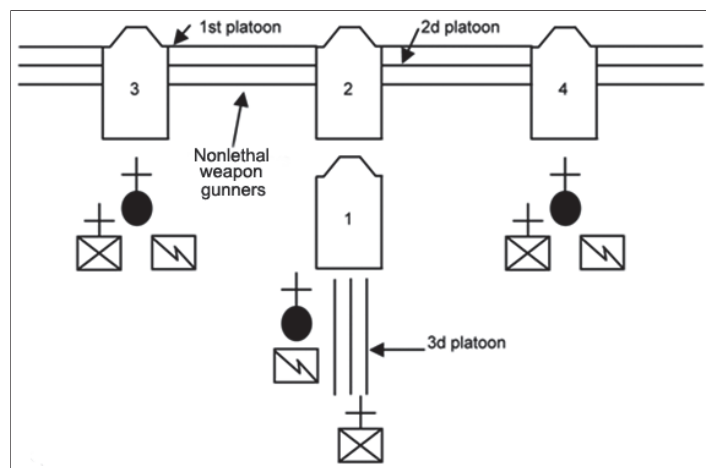 1st platoon
2d platoon
3
2
4
Nonlethal
weapon
gunners
1
3d platoon